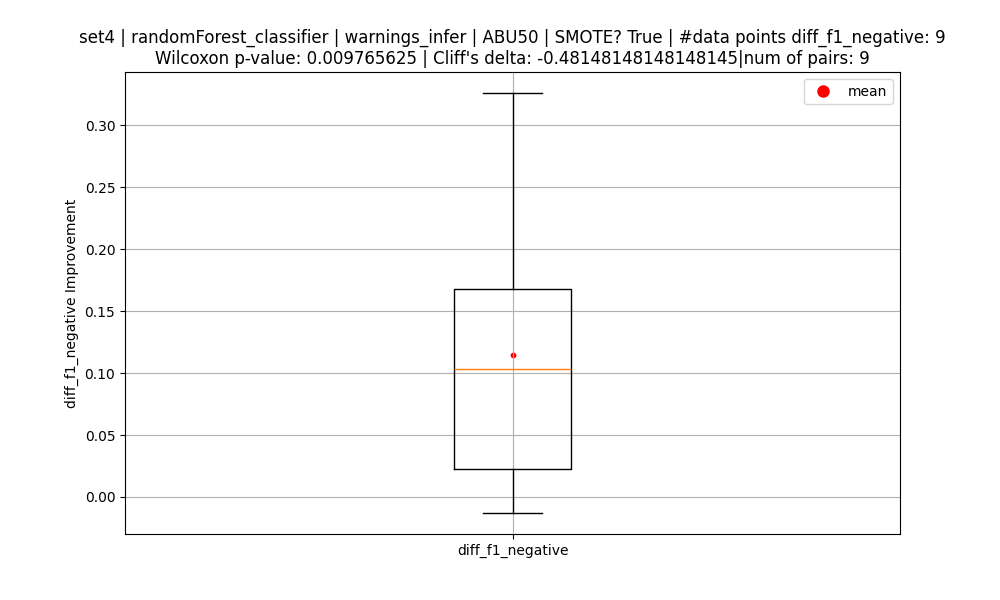 set4 | randomForest_classifier | warnings_infer | ABU50 | SMOTE? True | #data points diff_f1_negative: 9
Wilcoxon p-value: 0.009765625 | Cliff's delta: -0.48148148148148145|num of pairs: 9
mean
0.30
0.25
0.20
0.15
0.10
0.05
0.00
diff_f1_negative Improvement
diff_f1_negative